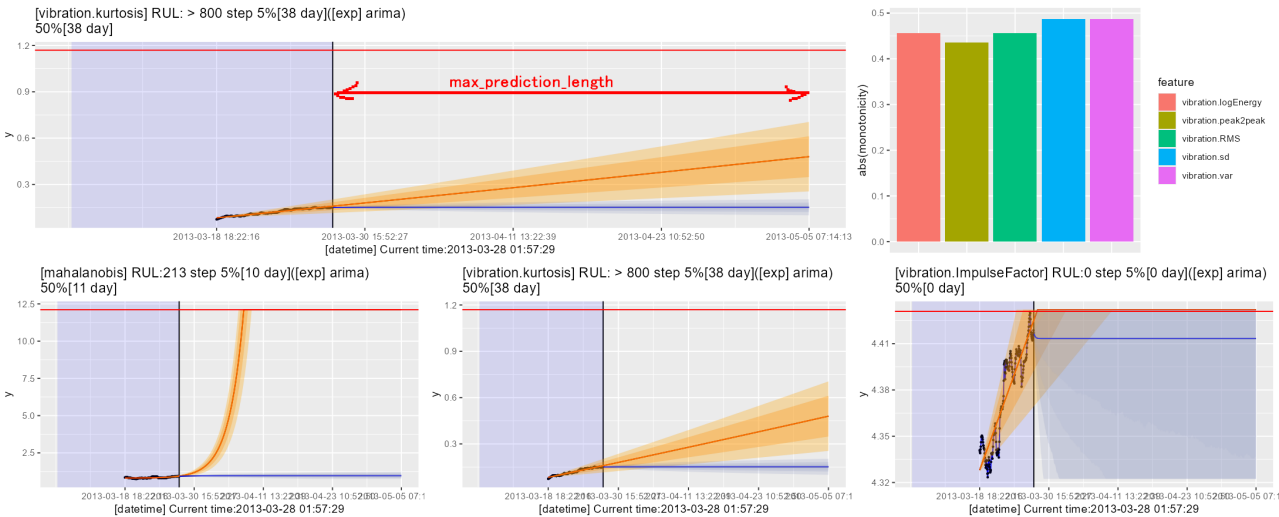 [vibration.kurtosis] RUL: > 800 step 5%[38 day]([exp] arima)
50%[38 day]
1.2
0.9
0.6
0.3
y
max_prediction_length
2013-03-18 18:22:16
2013-03-30 15:52:27
2013-04-11 13:22:39
2013-04-23 10:52:50
2013-05-05 07:14:13
[datetime] Current time:2013-03-28 01:57:29
0.5
0.4
0.3
0.2
0.1
0.0
abs(monotonicity)
feature
vibration.logEnergy
vibration.peak2peak
vibration.RMS
vibration.sd
vibration.var
[mahalanobis] RUL:213 step 5%[10 day]([exp] arima)
50%[11 day]
12.5
10.0
7.5
5.0
2.5
y
[datetime] Current time:2013-03-28 01:57:29
[vibration.kurtosis] RUL: > 800 step 5%[38 day]([exp] arima)
50%[38 day]
1.2
0.9
0.6
0.3
y
[datetime] Current time:2013-03-28 01:57:29
[vibration.ImpulseFactor] RUL:0 step 5%[0 day]([exp] arima)
50%[0 day]
4.41
4.38
4.35
4.32
y
[datetime] Current time:2013-03-28 01:57:29